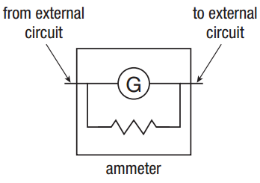 from external
circuit
to external
circuit
G
ammeter